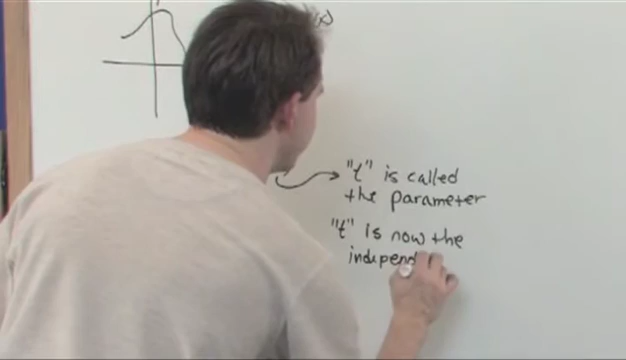 "t" is called
the parameter
"t" is now the
independ